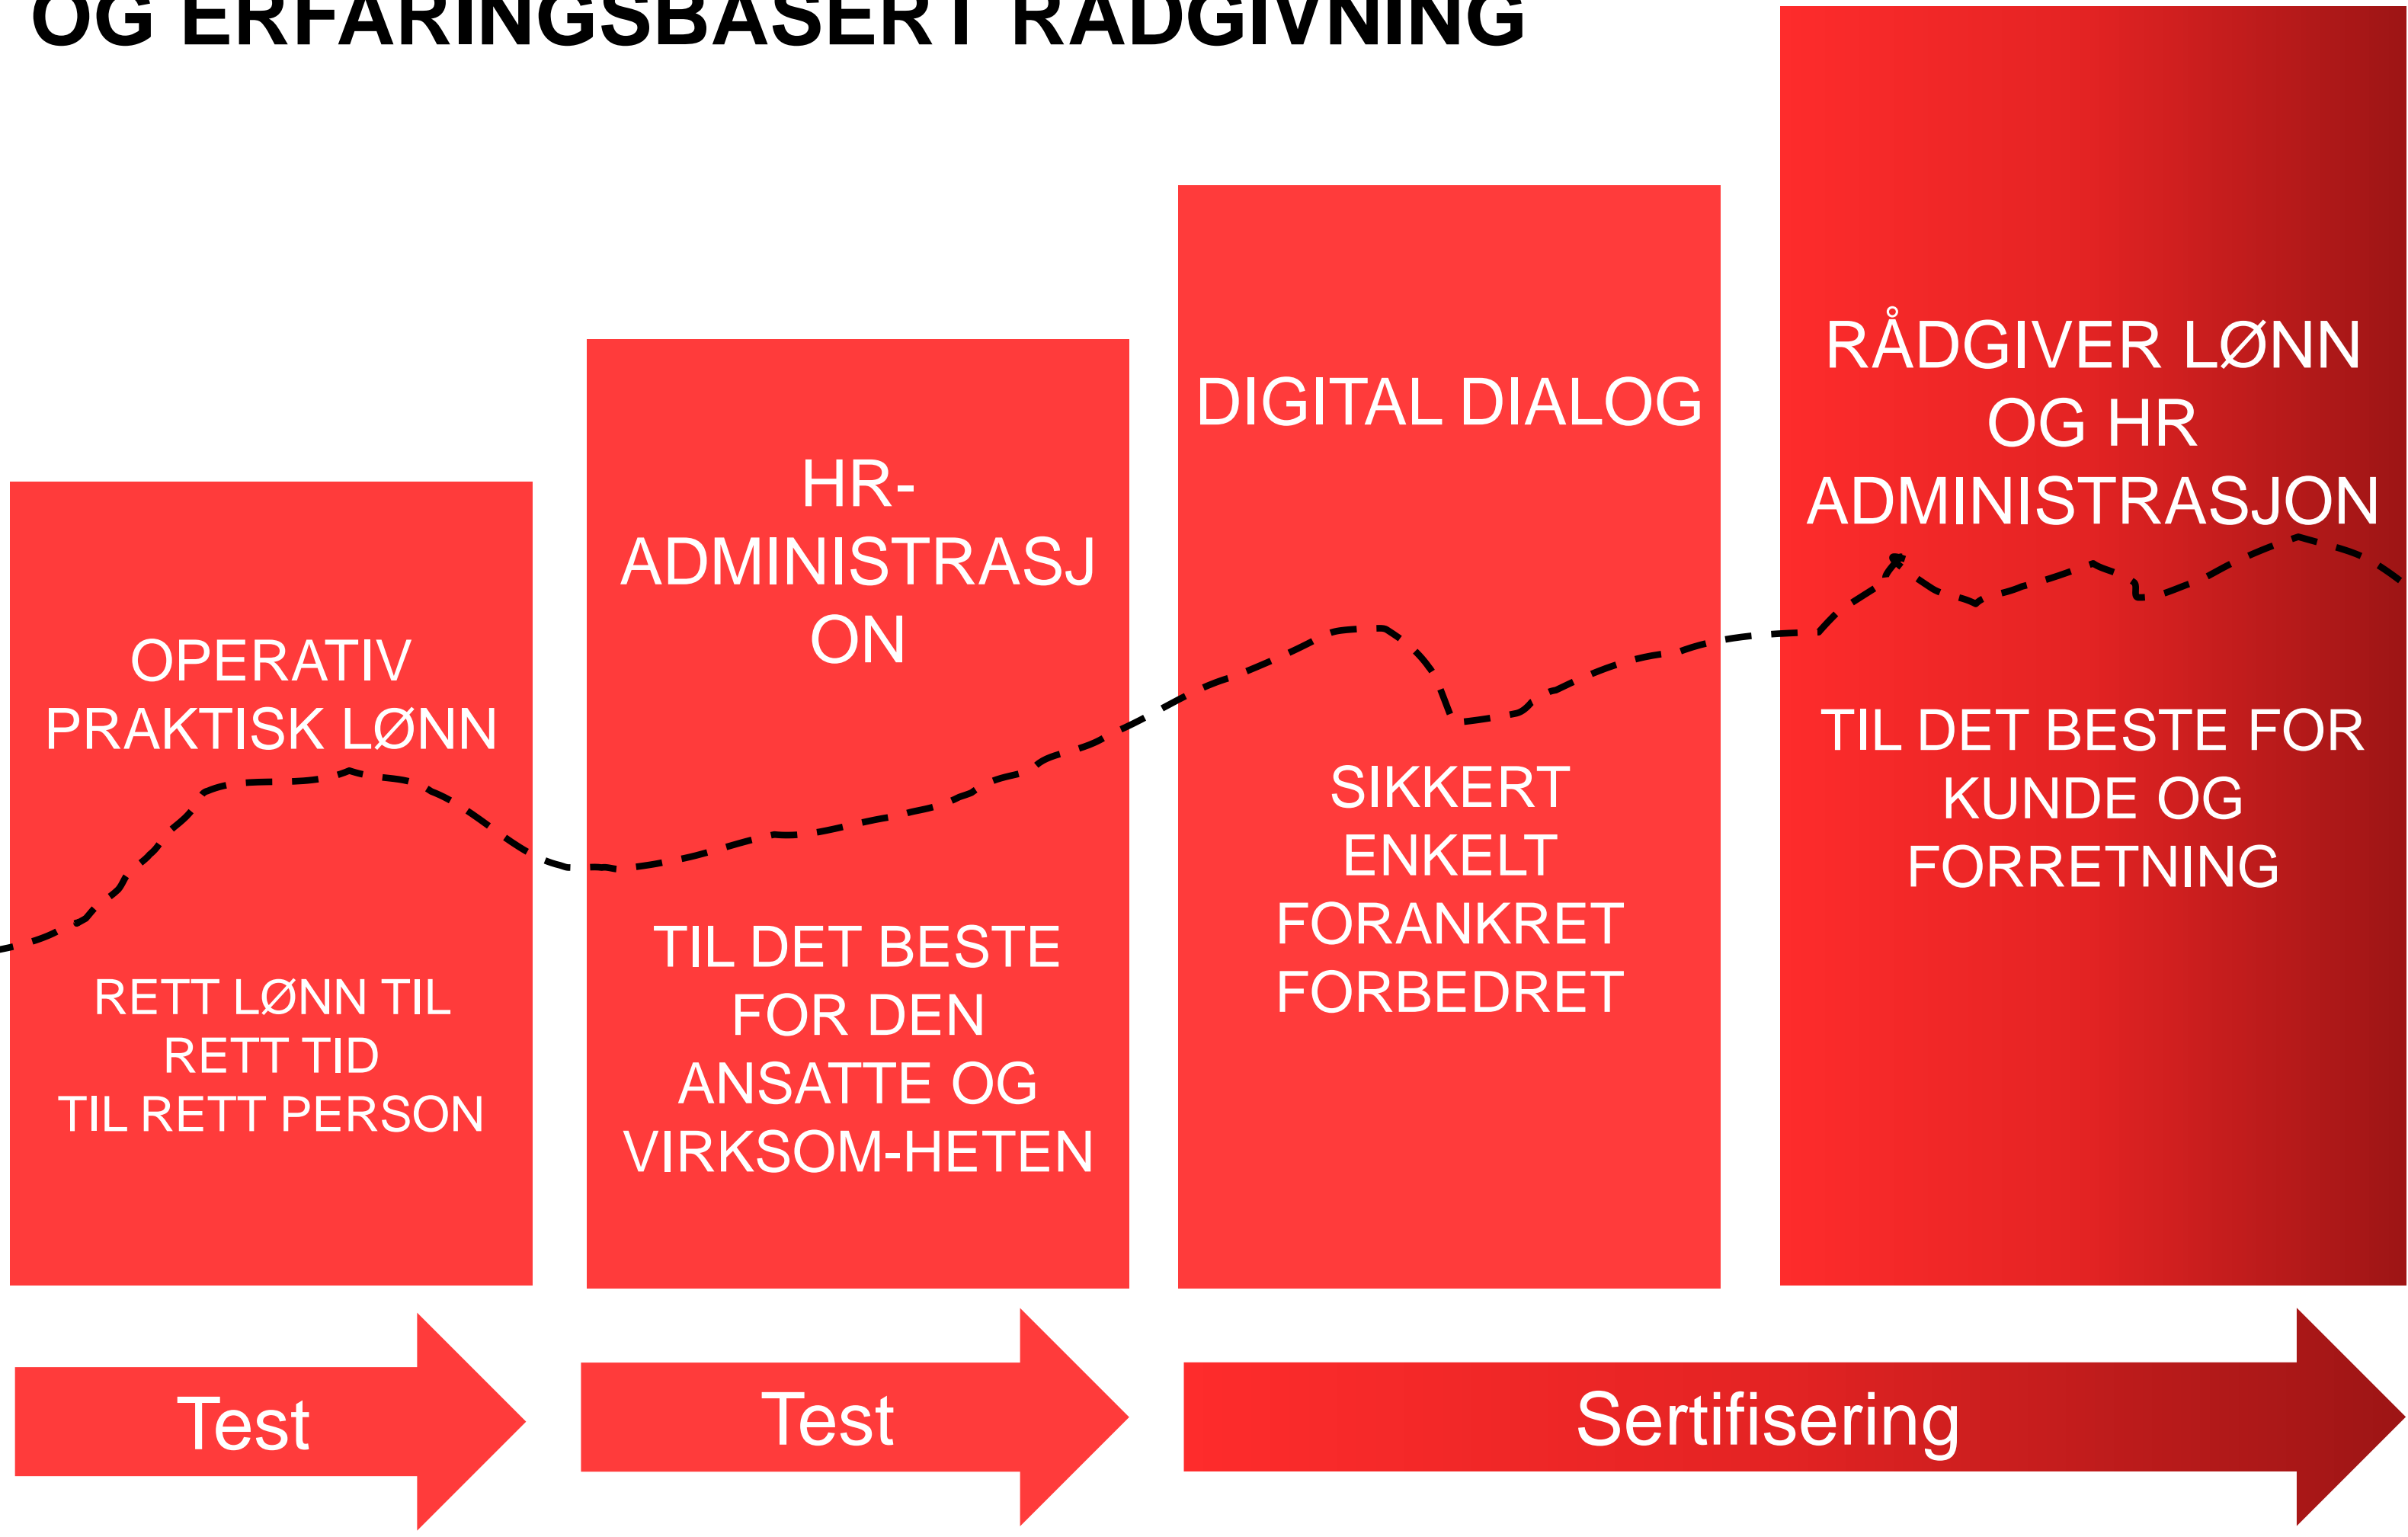 OG ERFARINGSBASERT RÅDGIVNING
OPERATIV
PRAKTISK LØNN
RETT LØNN TIL
RETT TID
TIL RETT PERSON
HR-
ADMINISTRASJ
ON
TIL DET BESTE
FOR DEN
ANSATTE OG
VIRKSOM-HETEN
DIGITAL DIALOG
SIKKERT
ENKELT
FORANKRET
FORBEDRET
RÅDGIVER LØNN
OG HR
ADMINISTRASJON
TIL DET BESTE FOR
KUNDE OG
FORRETNING
Test
Test
Sertifisering